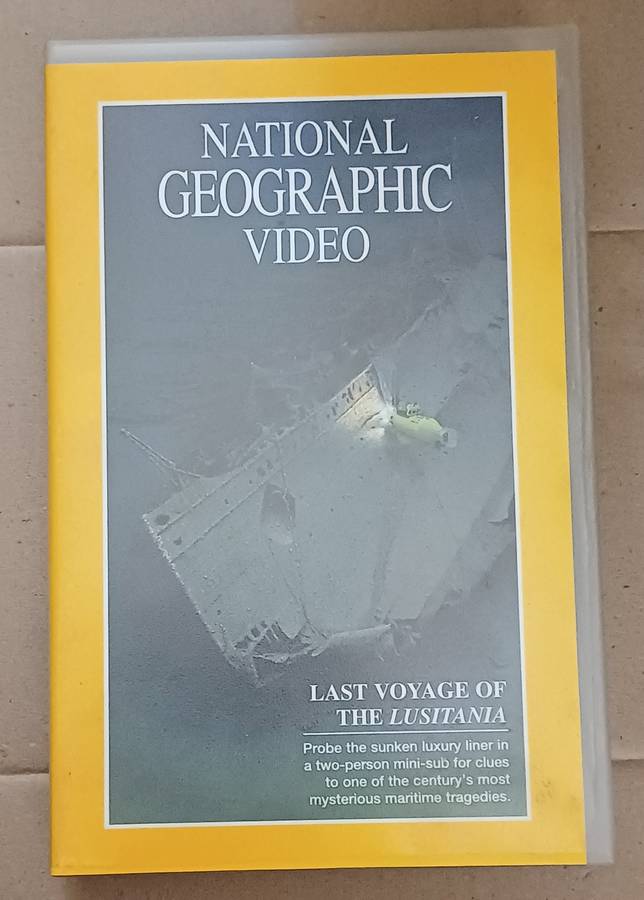 NATIONAL
GEOGRAPHIC
VIDEO
LAST VOYAGE OF
THE LUSITANIA
Probe the sunken luxury liner in
a two-person mini-sub for clues
to one of the century's most
mysterious maritime tragedies.